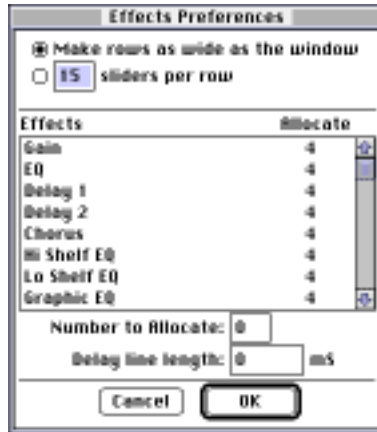 Effects Preferences
Make rows as wide as the window
15 sliders per row
Effects Allocate
Gain 4
EQ 4
Delay 1 4
Delay 2 4
Chorus 4
Hi Shelf EQ 4
Lo Shelf EQ 4
Graphic EQ 4
Number to Allocate: 0
Delay line length: 0 mS
Cancel OK